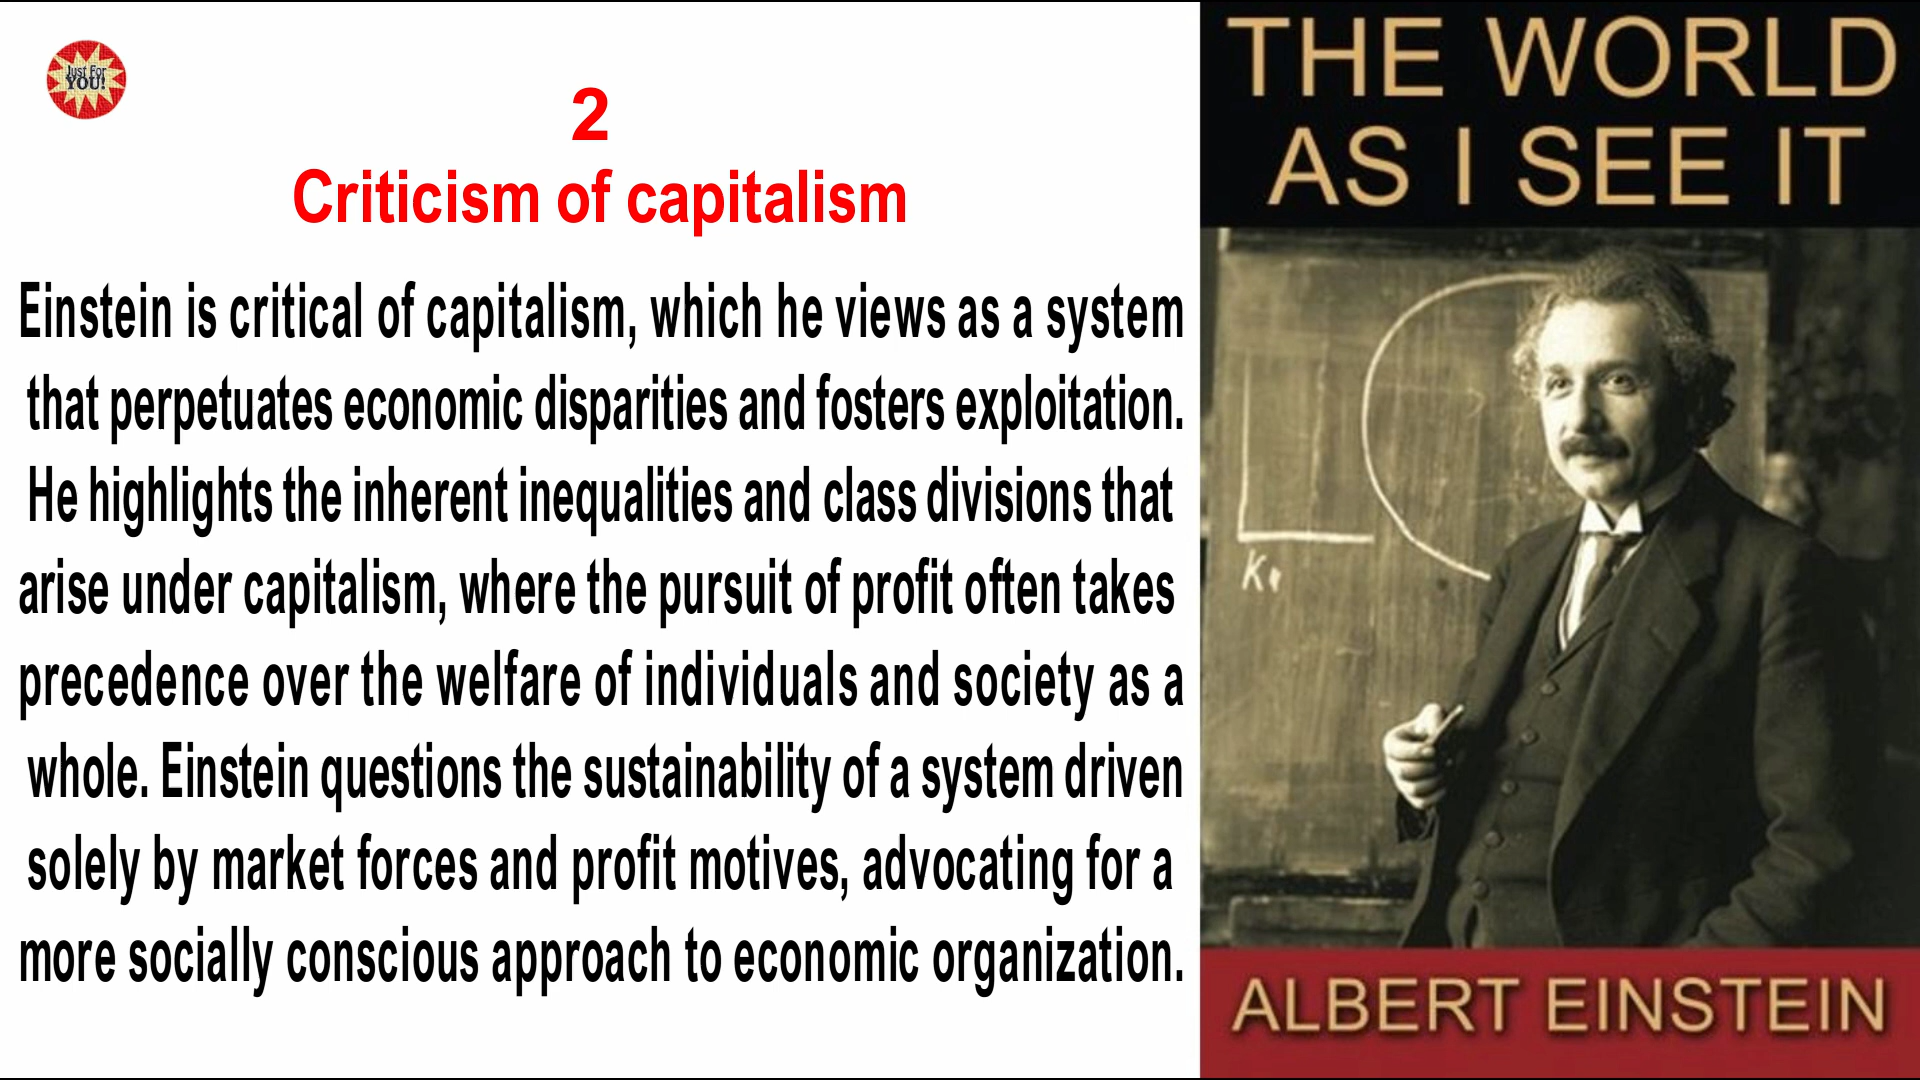 Just For
YOU!
2
Criticism of capitalism
Einstein is critical of capitalism, which he views as a system
that perpetuates economic disparities and fosters exploitation.
He highlights the inherent inequalities and class divisions that
arise under capitalism, where the pursuit of profit often takes
precedence over the welfare of individuals and society as a
whole. Einstein questions the sustainability of a system driven
solely by market forces and profit motives, advocating for a
more socially conscious approach to economic organization.
THE WORLD
AS I SEE IT
K
ALBERT EINSTEIN